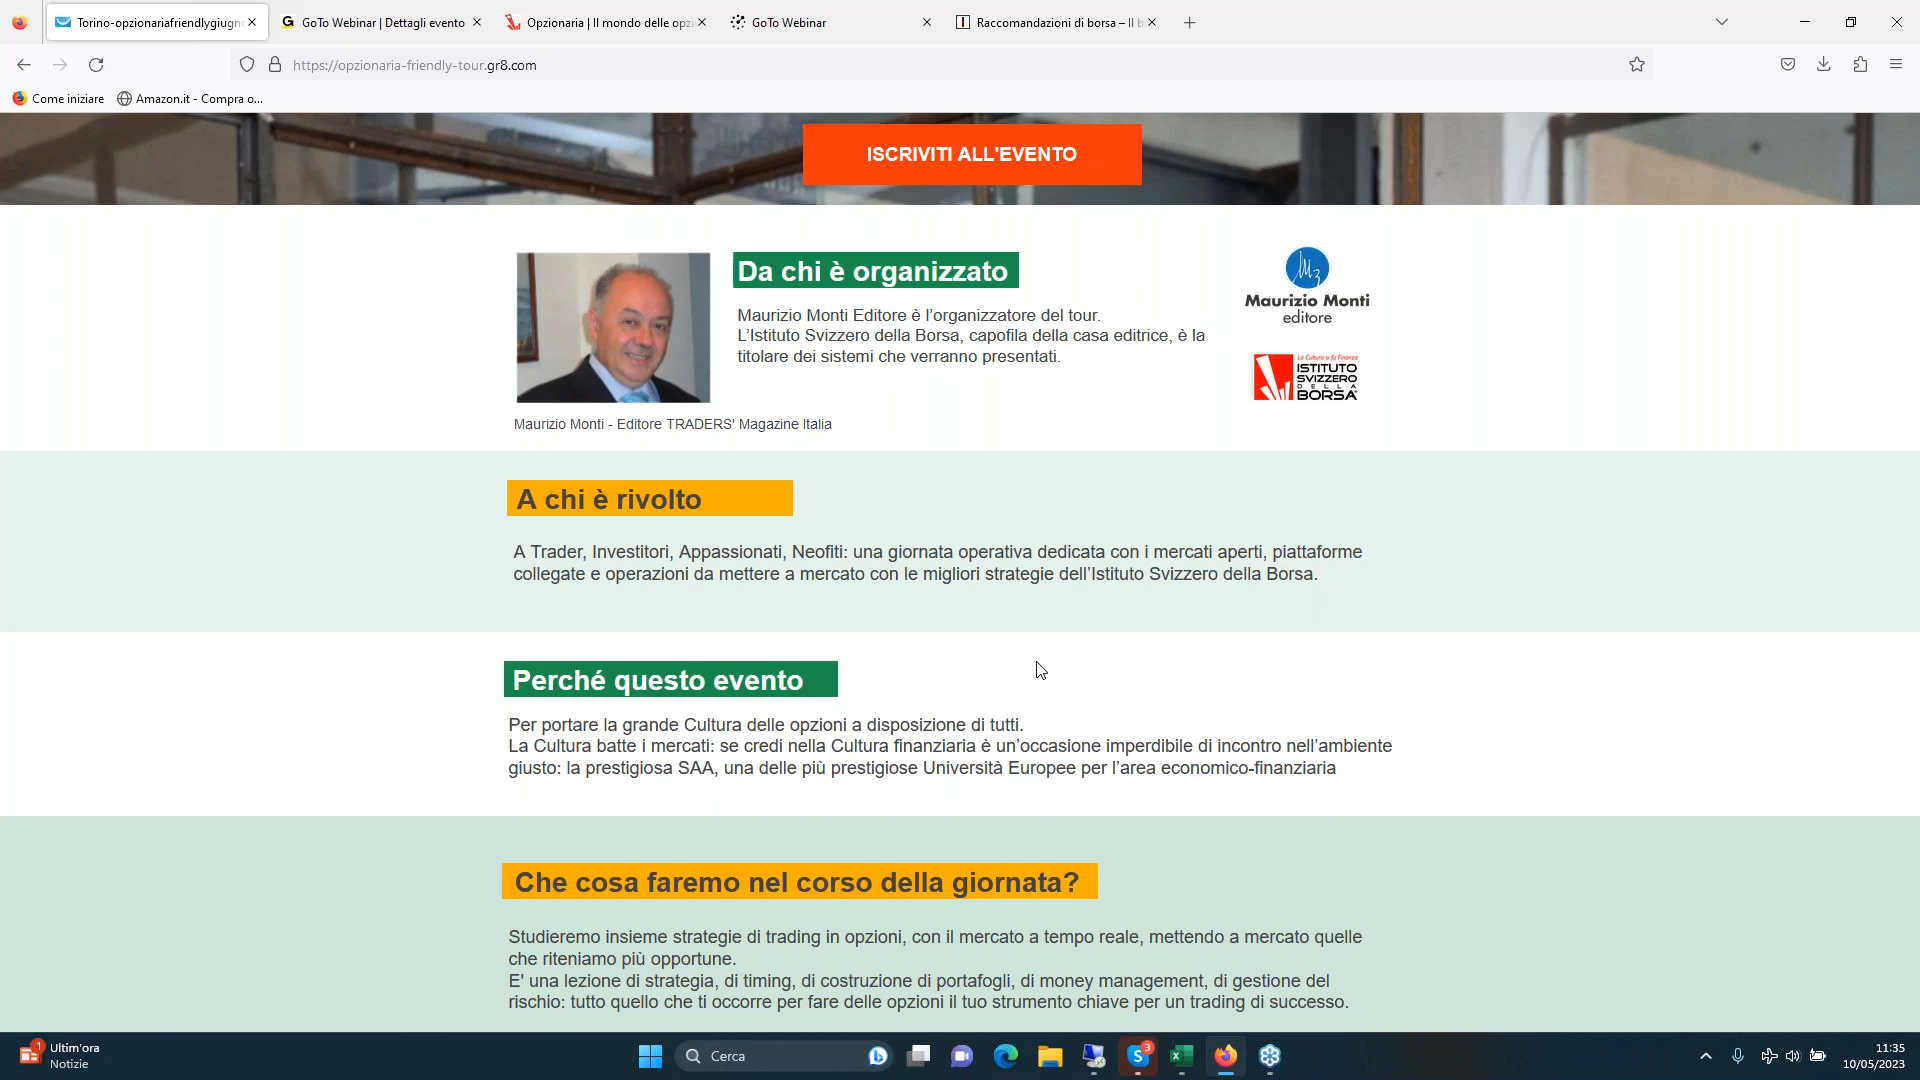 Torino-opzionariafriendlygiugn
GoTo Webinar | Dettagli evento
Opzionaria | Il mondo delle opzi
GoTo Webinar
Raccomandazioni di borsa – Il b
https://opzionaria-friendly-tour.gr8.com
Come iniziare
Amazon.it - Compra o...
ISCRIVITI ALL'EVENTO
Da chi è organizzato
Maurizio Monti Editore è l'organizzatore del tour.
L'Istituto Svizzero della Borsa, capofila della casa editrice, è la
titolare dei sistemi che verranno presentati.
Maurizio Monti
editore
La Cultura si fa Finanza
ISTITUTO
SVIZZERO
DELLA
BORSA
Maurizio Monti - Editore TRADERS' Magazine Italia
A chi è rivolto
A Trader, Investitori, Appassionati, Neofiti: una giornata operativa dedicata con i mercati aperti, piattaforme
collegate e operazioni da mettere a mercato con le migliori strategie dell'Istituto Svizzero della Borsa.
Perché questo evento
Per portare la grande Cultura delle opzioni a disposizione di tutti.
La Cultura batte i mercati: se credi nella Cultura finanziaria è un'occasione imperdibile di incontro nell'ambiente
giusto: la prestigiosa SAA, una delle più prestigiose Università Europee per l'area economico-finanziaria
Che cosa faremo nel corso della giornata?
Studieremo insieme strategie di trading in opzioni, con il mercato a tempo reale, mettendo a mercato quelle
che riteniamo più opportune.
E' una lezione di strategia, di timing, di costruzione di portafogli, di money management, di gestione del
rischio: tutto quello che ti occorre per fare delle opzioni il tuo strumento chiave per un trading di successo.
1
Ultim'ora
Notizie
Cerca
3
11:35
10/05/2023